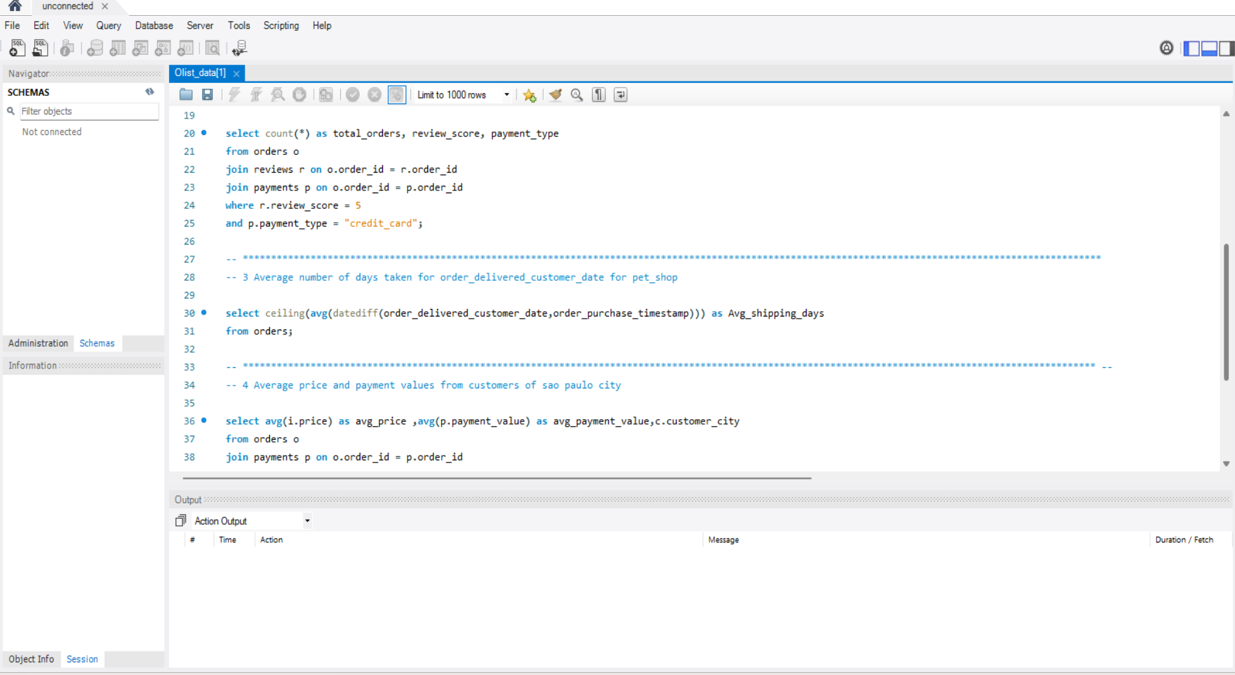 unconnected
File Edit View Query Database Server Tools Scripting Help
Navigator
SCHEMAS
Filter objects
Not connected
Administration Schemas
Information
Object Info Session
Olist_data[1]
Limit to 1000 rows
19
20 select count(*) as total_orders, review_score, payment_type
21 from orders o
22 join reviews r on o.order_id = r.order_id
23 join payments p on o.order_id = p.order_id
24 where r.review_score = 5
25 and p.payment_type = "credit_card";
26
27 -- *******************************************************************************************************************************************************
28 -- 3 Average number of days taken for order_delivered_customer_date for pet_shop
29
30 select ceiling(avg(datediff(order_delivered_customer_date,order_purchase_timestamp))) as Avg_shipping_days
31 from orders;
32
33 -- ****************************************************************************************************************************************************** --
34 -- 4 Average price and payment values from customers of sao paulo city
35
36 select avg(i.price) as avg_price ,avg(p.payment_value) as avg_payment_value,c.customer_city
37 from orders o
38 join payments p on o.order_id = p.order_id
Output
Action Output
# Time Action Message Duration / Fetch